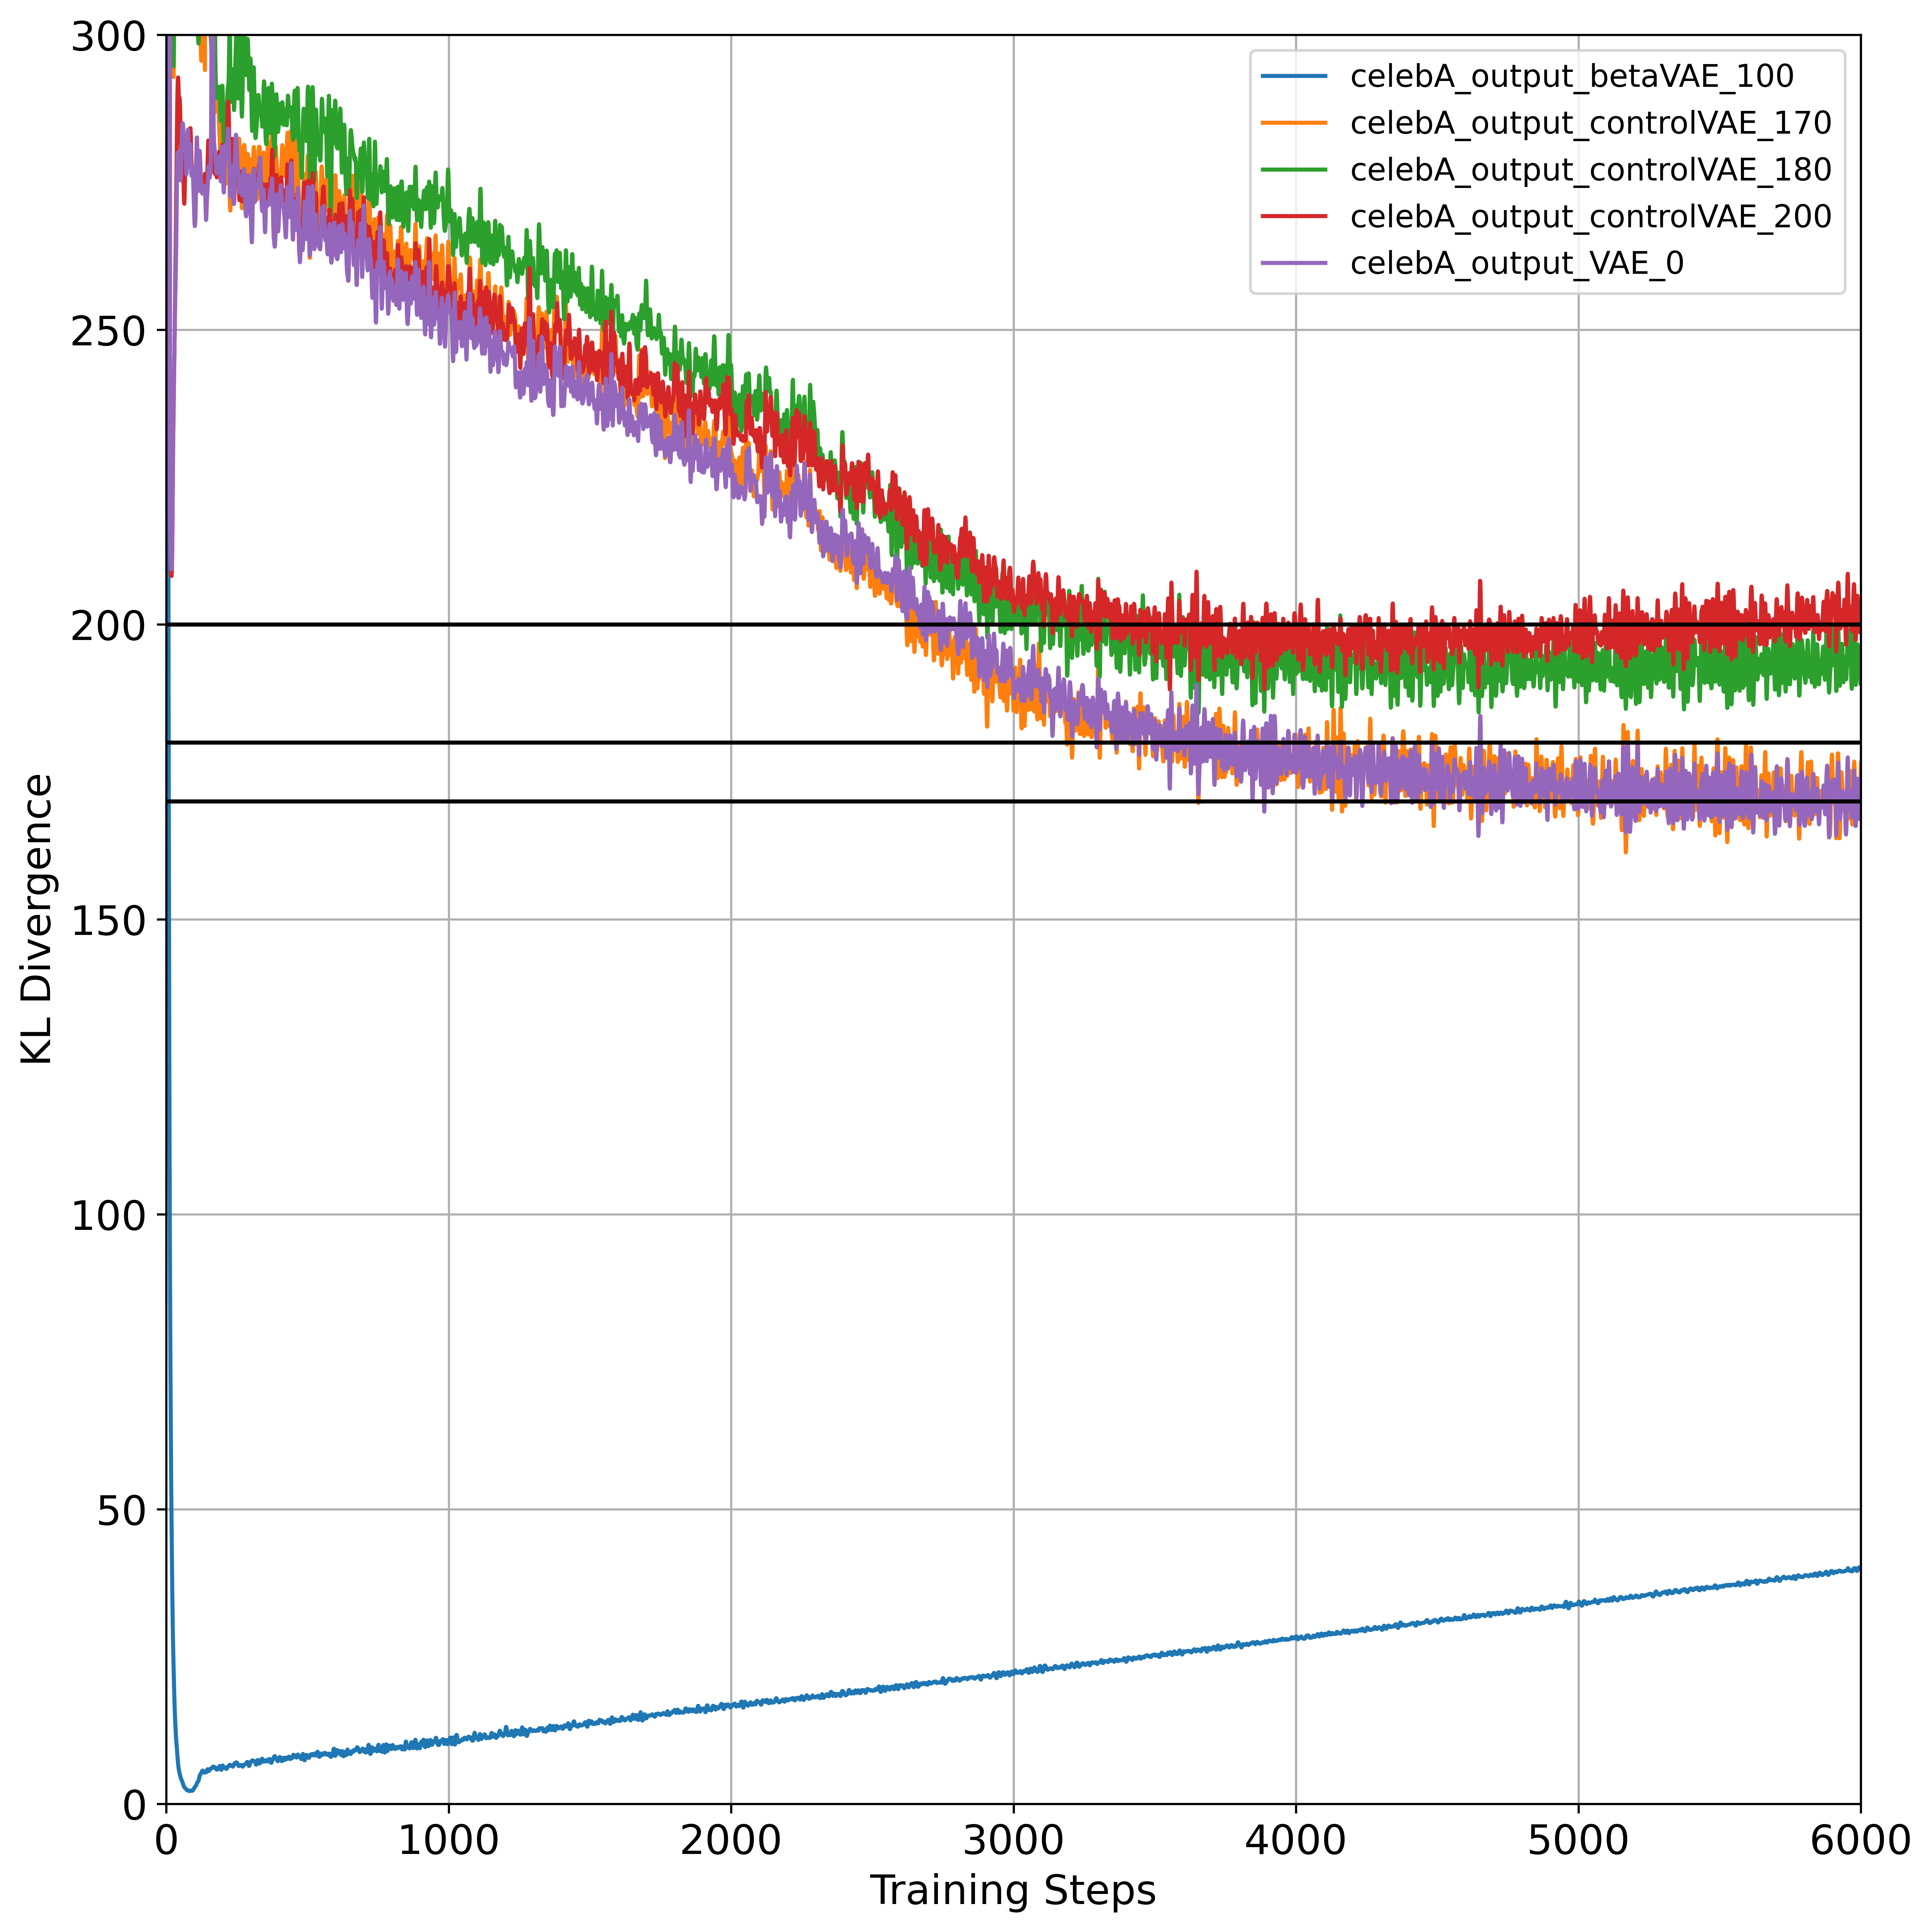 300
250
200
150
100
50
0
KL Divergence
0 1000 2000 3000 4000 5000 6000
Training Steps
celebA_output_betaVAE_100
celebA_output_controlVAE_170
celebA_output_controlVAE_180
celebA_output_controlVAE_200
celebA_output_VAE_0